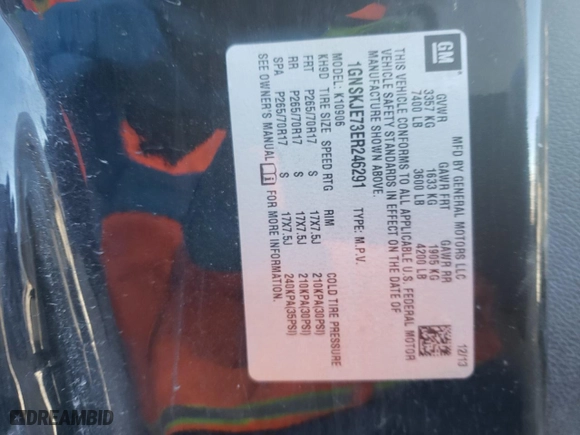 GM
MFD BY GENERAL MOTORS LLC
12/13
GVWR GAWR FRT GAWR RR
3357 KG 1633 KG 1905 KG
7400 LB 3600 LB 4200 LB
THIS VEHICLE CONFORMS TO ALL APPLICABLE U.S. FEDERAL MOTOR
VEHICLE SAFETY STANDARDS IN EFFECT ON THE DATE OF
MANUFACTURE SHOWN ABOVE.
1GNSKJE73ER246291 TYPE: M.P.V.
MODEL: K10906
KH9D TIRE SIZE SPEED RTG RIM COLD TIRE PRESSURE
FRT P265/70R17 S 17X7.5J 210KPA(30PSI)
RR P265/70R17 S 17X7.5J 210KPA(30PSI)
SPA P265/70R17 S 17X7.5J 240KPA(35PSI)
SEE OWNER'S MANUAL FOR MORE INFORMATION.
DREAMBID